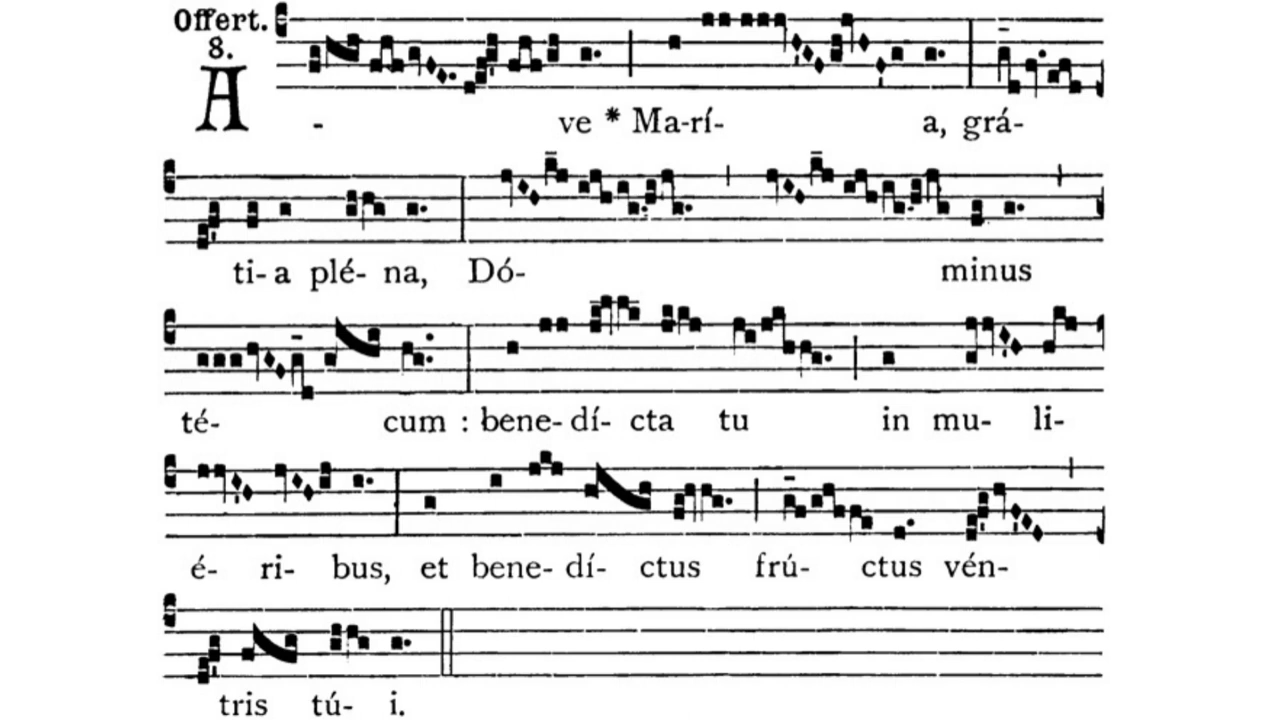 Offert.
8.
A - ve * Ma-rí- a, grá-
ti-a plé- na, Dó- minus
té- cum : bene-dí- cta tu in mu- li-
é- ri- bus, et bene-dí- ctus frú- ctus vén-
tris tú- i.